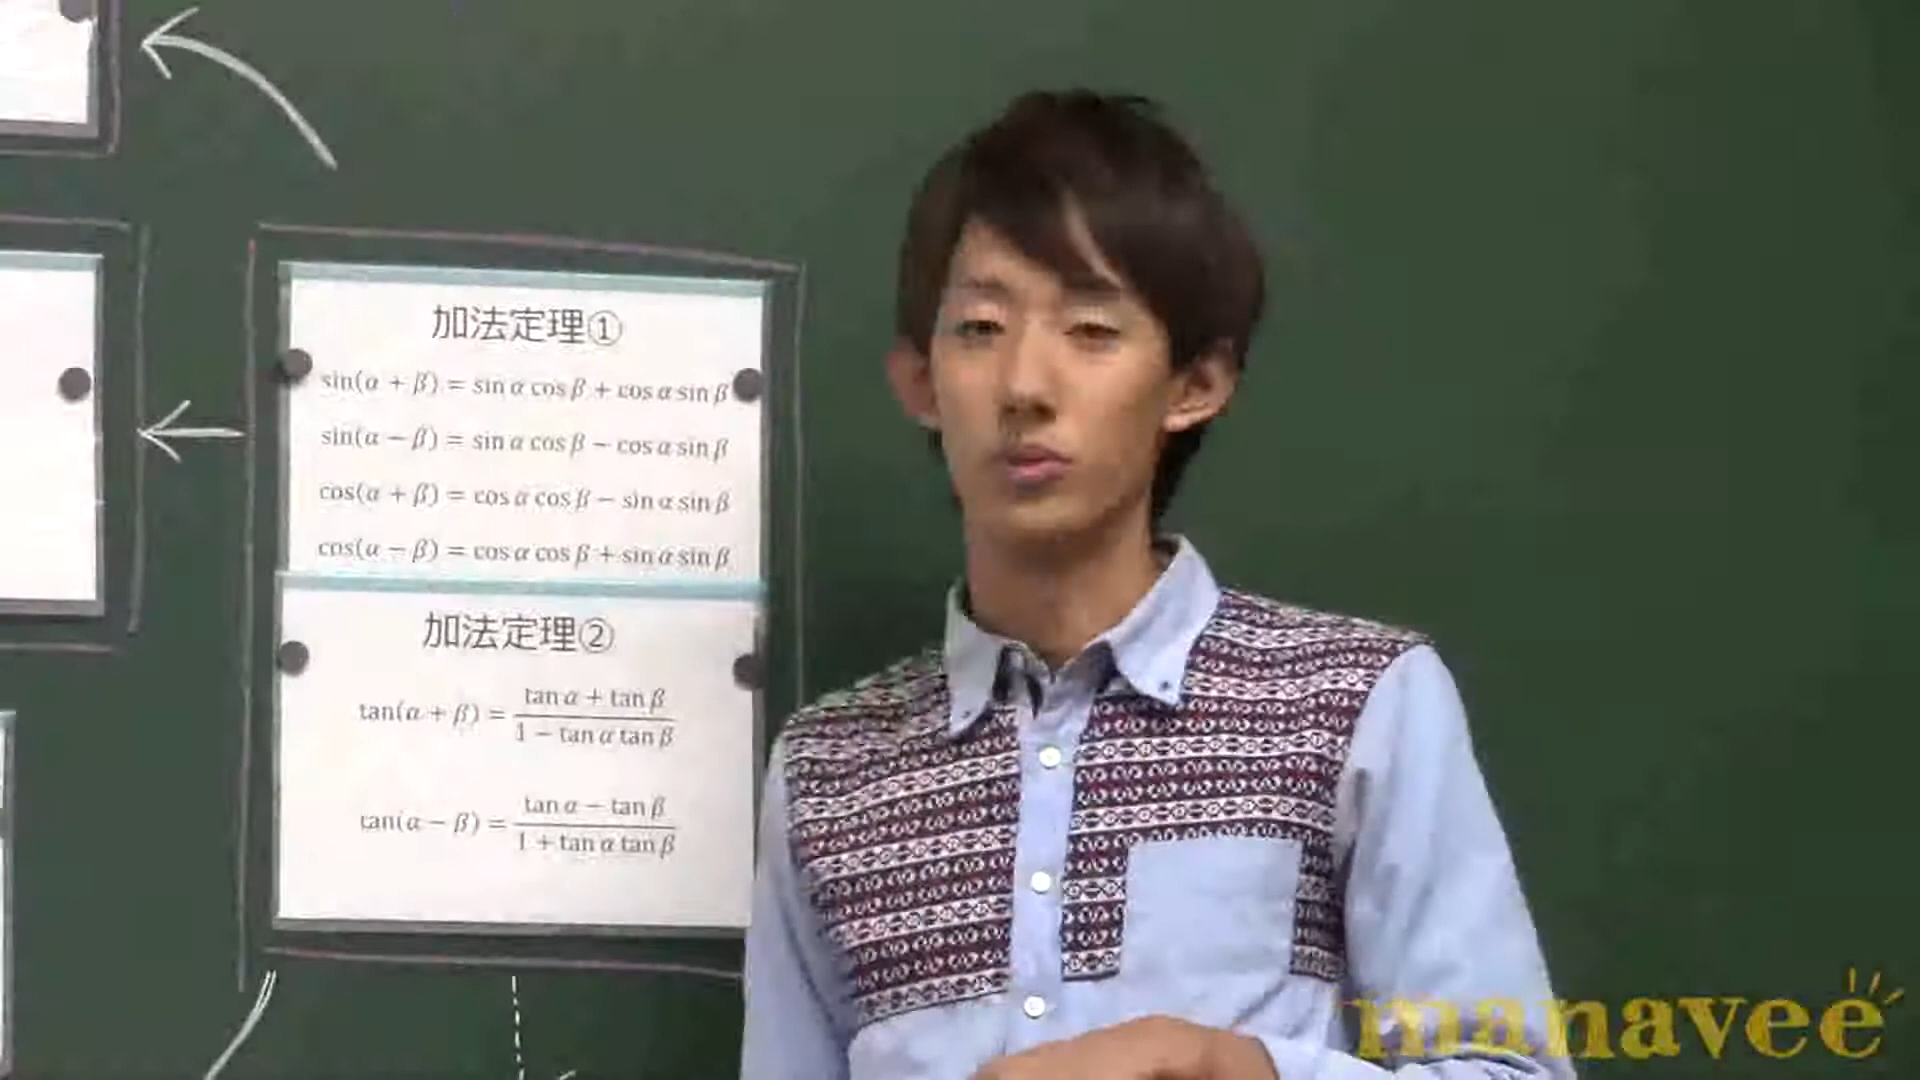 加法定理①
sin(α + β) = sin α cos β + cos α sin β
sin(α − β) = sin α cos β − cos α sin β
cos(α + β) = cos α cos β − sin α sin β
cos(α − β) = cos α cos β + sin α sin β
加法定理②
tan(α + β) = (tan α + tan β) / (1 − tan α tan β)
tan(α − β) = (tan α − tan β) / (1 + tan α tan β)
manavee